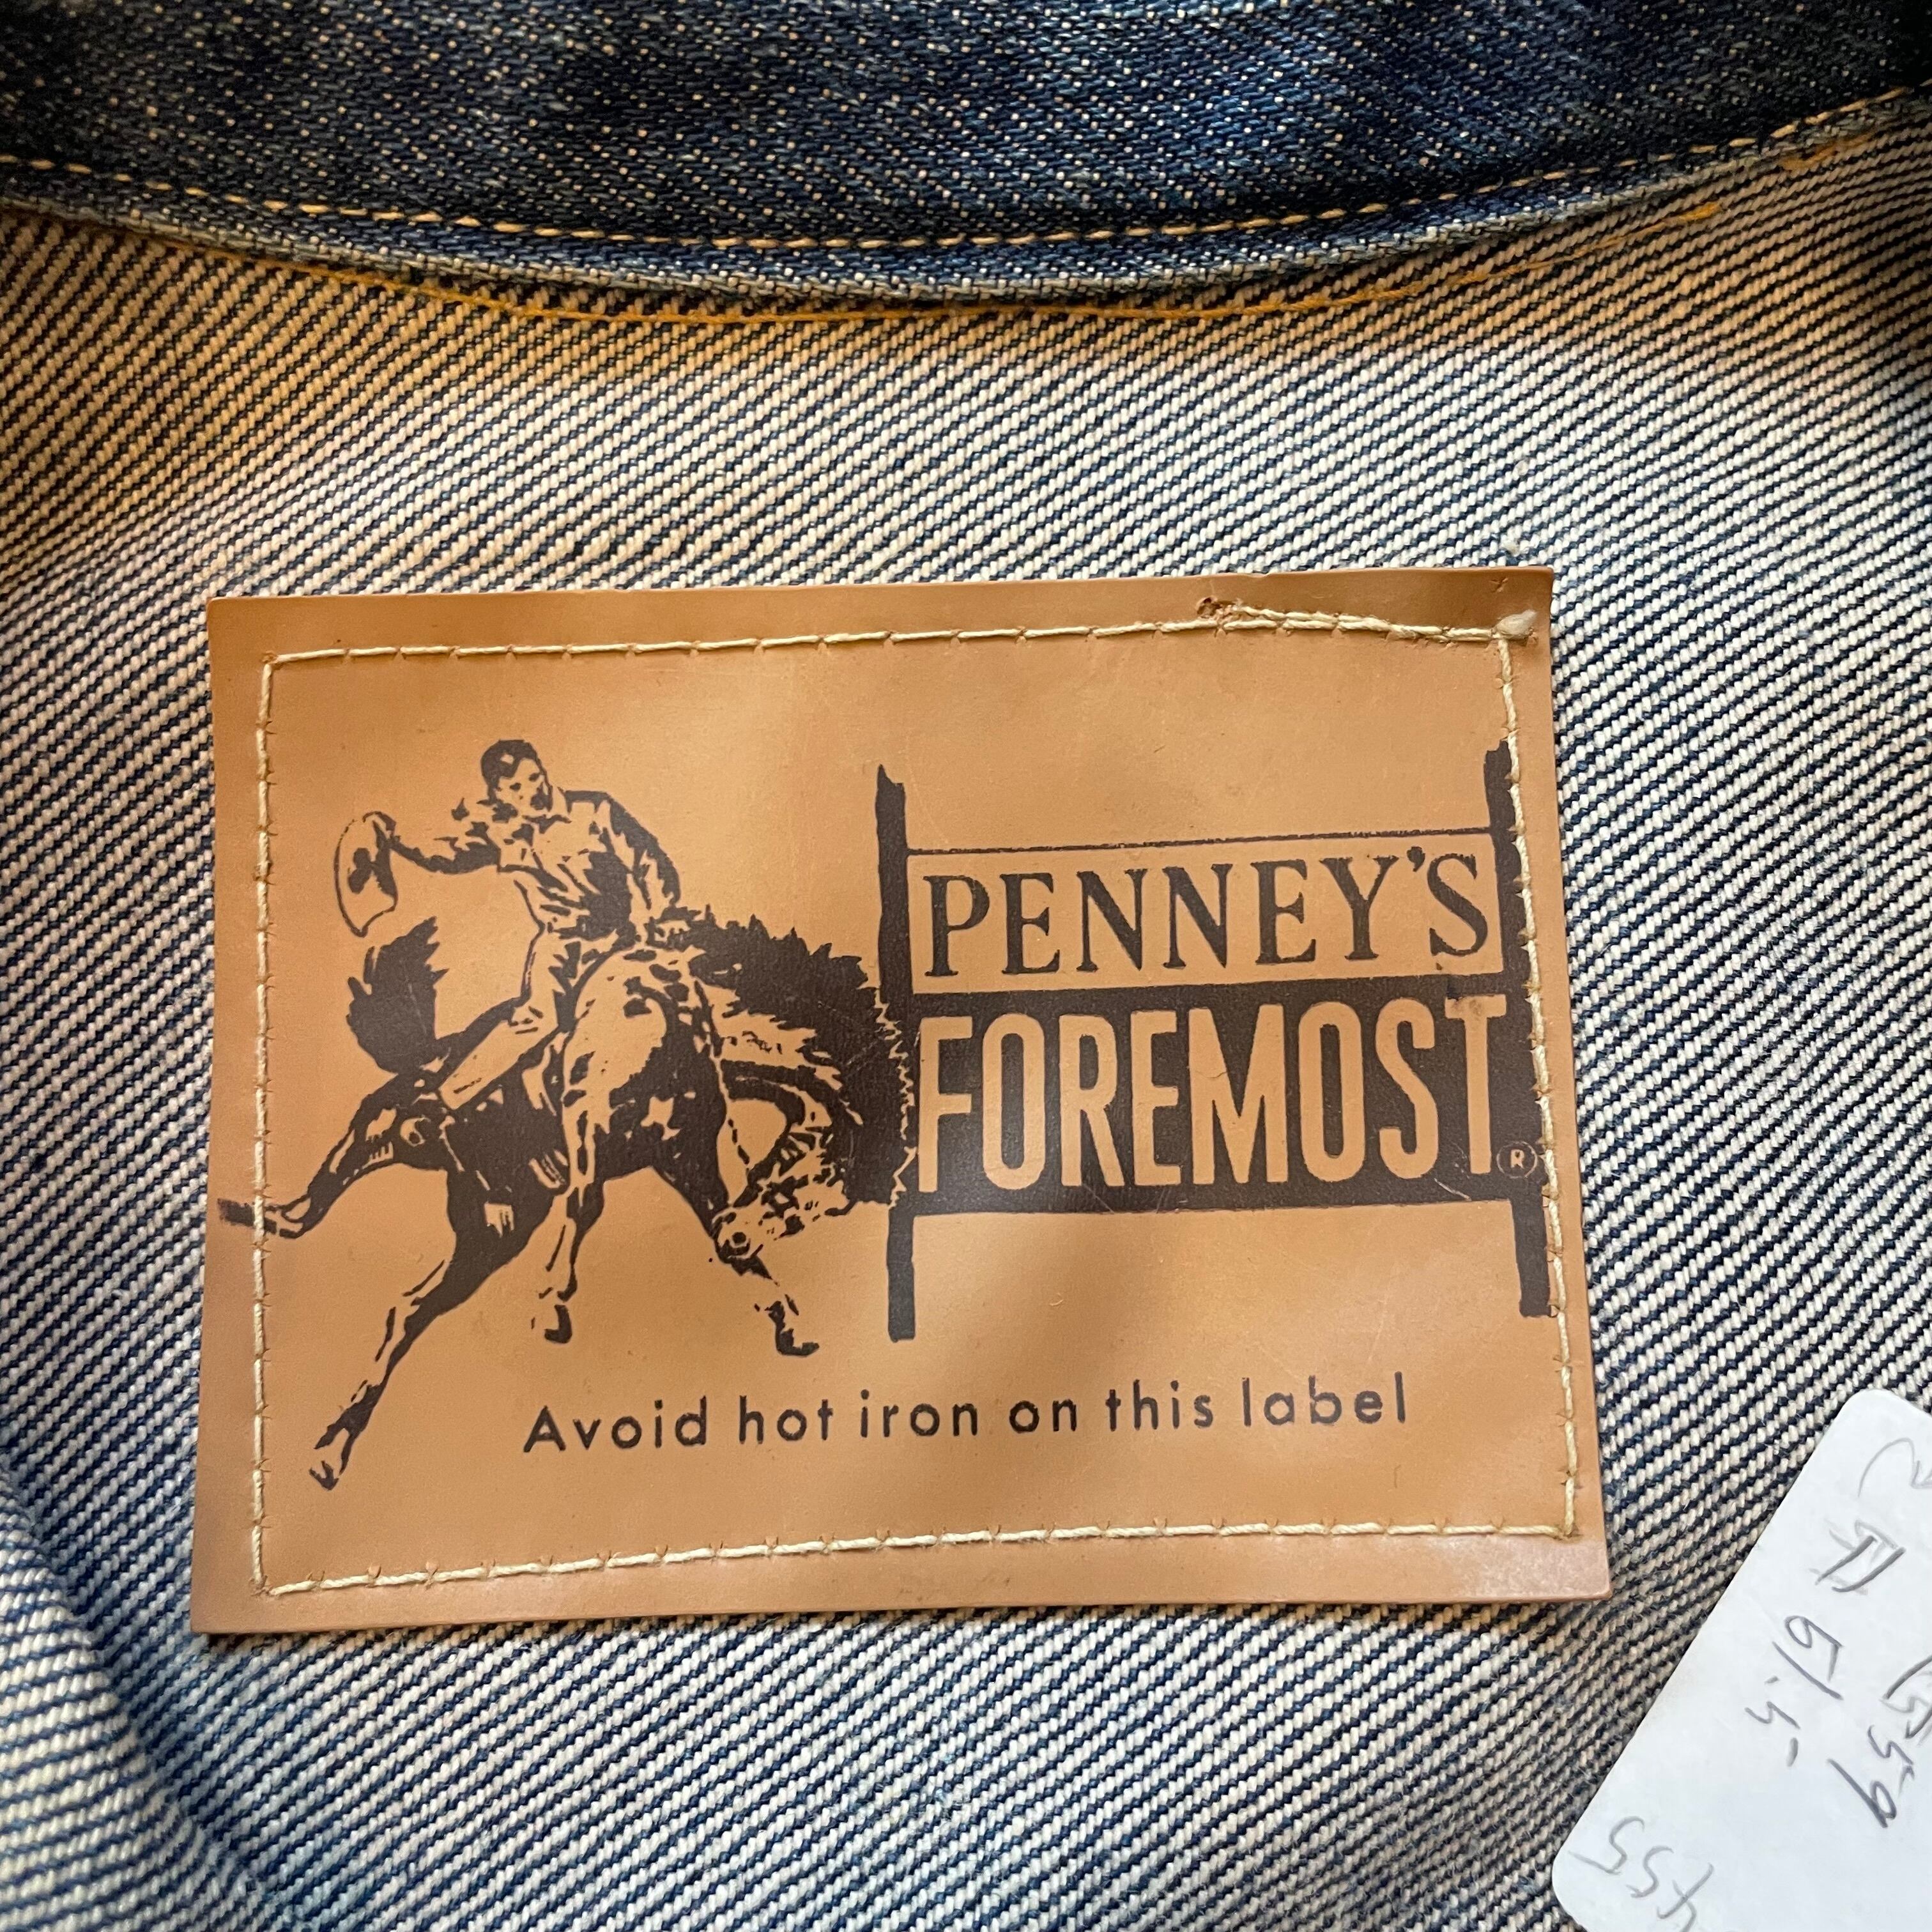 PENNEY'S
FOREMOST®
Avoid hot iron on this label